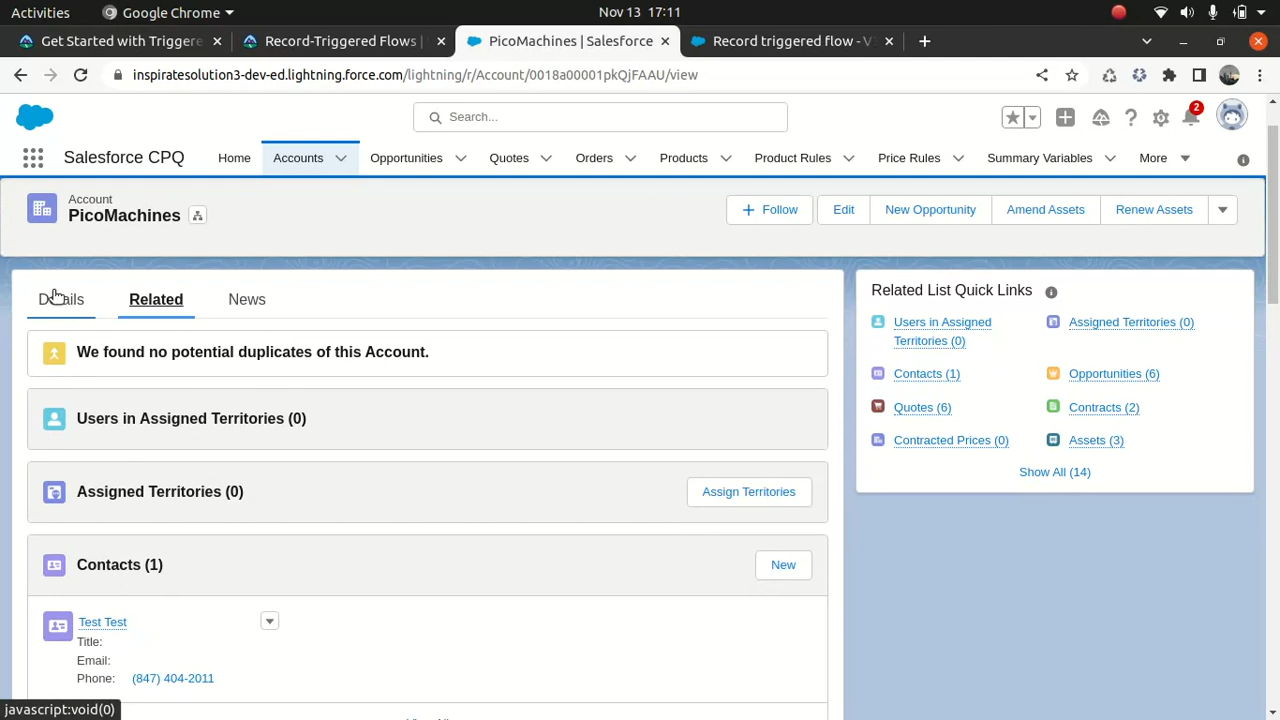 Activities
Google Chrome
Nov 13 17:11
Get Started with Triggere
Record-Triggered Flows |
PicoMachines | Salesforce
Record triggered flow - V
inspiratesolution3-dev-ed.lightning.force.com/lightning/r/Account/0018a00001pkQjFAAU/view
Search...
2
Salesforce CPQ
Home
Accounts
Opportunities
Quotes
Orders
Products
Product Rules
Price Rules
Summary Variables
More
Account
PicoMachines
Follow
Edit
New Opportunity
Amend Assets
Renew Assets
Details
Related
News
We found no potential duplicates of this Account.
Users in Assigned Territories (0)
Assigned Territories (0)
Assign Territories
Contacts (1)
New
Test Test
Title:
Email:
Phone: (847) 404-2011
Related List Quick Links
Users in Assigned
Territories (0)
Assigned Territories (0)
Contacts (1)
Opportunities (6)
Quotes (6)
Contracts (2)
Contracted Prices (0)
Assets (3)
Show All (14)
javascript:void(0)